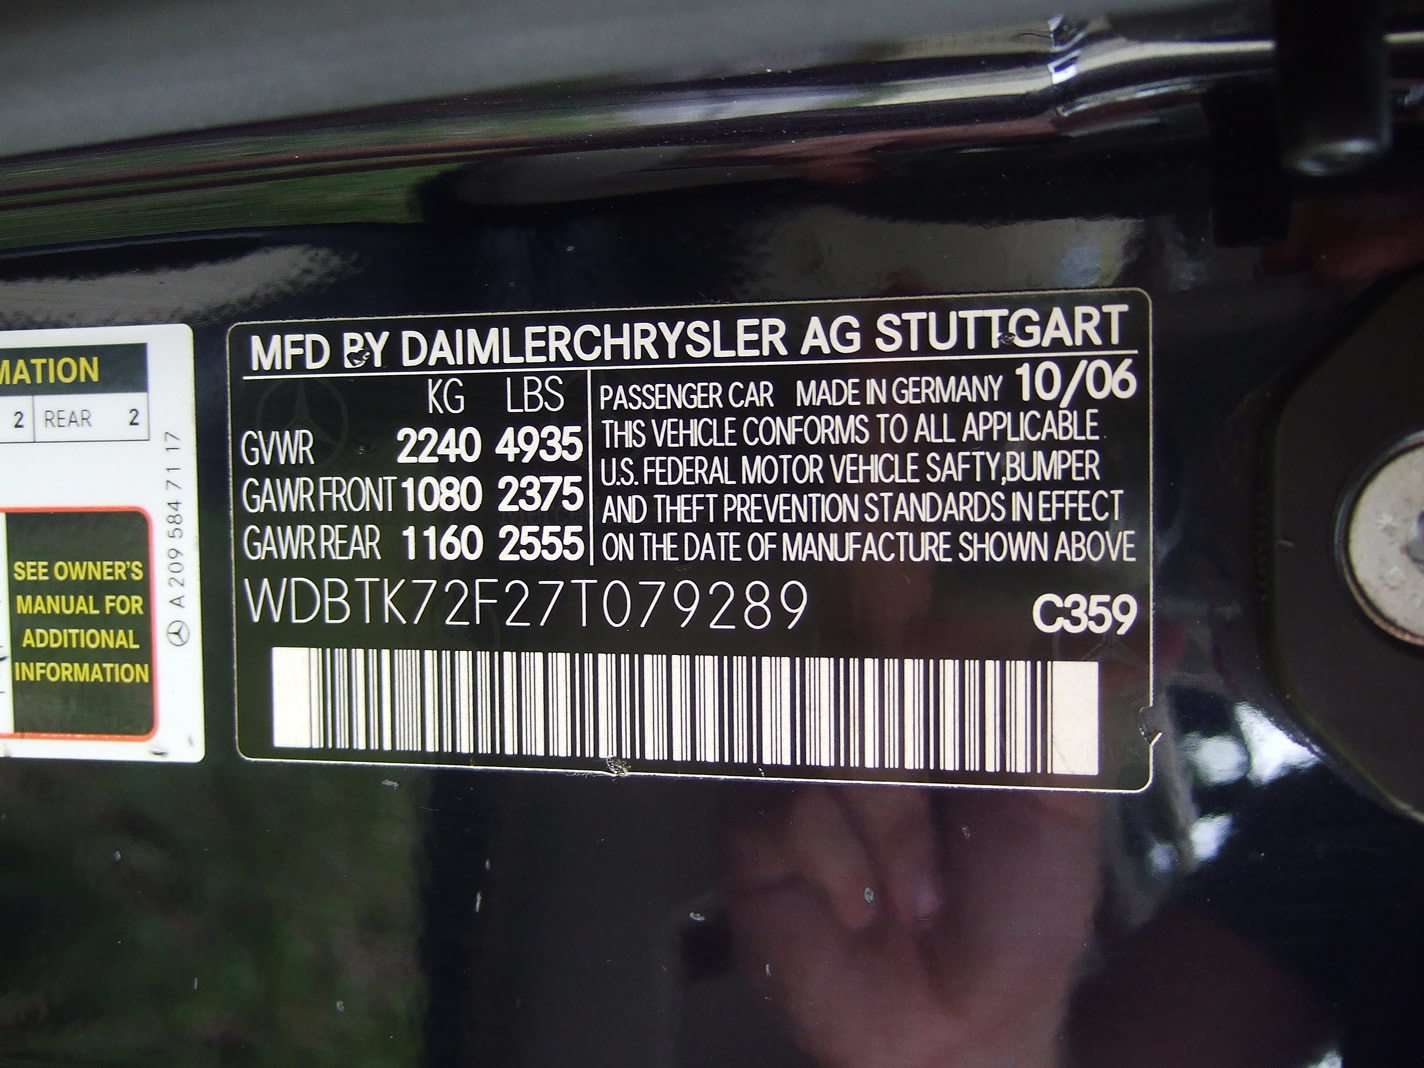 MATION
2 REAR 2
SEE OWNER'S
MANUAL FOR
ADDITIONAL
INFORMATION
A 209 584 71 17
MFD BY DAIMLERCHRYSLER AG STUTTGART
KG LBS
GVWR 2240 4935
GAWR FRONT 1080 2375
GAWR REAR 1160 2555
PASSENGER CAR MADE IN GERMANY 10/06
THIS VEHICLE CONFORMS TO ALL APPLICABLE
U.S. FEDERAL MOTOR VEHICLE SAFTY,BUMPER
AND THEFT PREVENTION STANDARDS IN EFFECT
ON THE DATE OF MANUFACTURE SHOWN ABOVE
WDBTK72F27T079289 C359